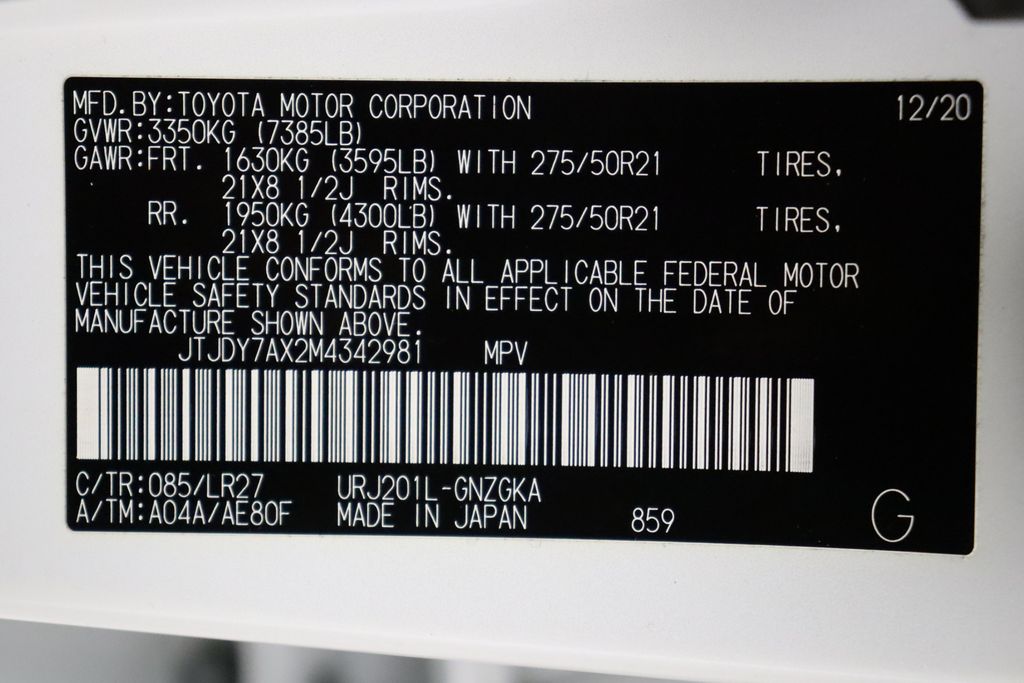 MFD. BY: TOYOTA MOTOR CORPORATION 12/20
GVWR: 3350KG (7385LB)
GAWR: FRT. 1630KG (3595LB) WITH 275/50R21 TIRES,
21X8 1/2J RIMS.
RR. 1950KG (4300LB) WITH 275/50R21 TIRES,
21X8 1/2J RIMS.
THIS VEHICLE CONFORMS TO ALL APPLICABLE FEDERAL MOTOR
VEHICLE SAFETY STANDARDS IN EFFECT ON THE DATE OF
MANUFACTURE SHOWN ABOVE.
JTJDY7AX2M4342981 MPV
C/TR: 085/LR27 URJ201L-GNZGKA
A/TM: A04A/AE80F MADE IN JAPAN 859 G